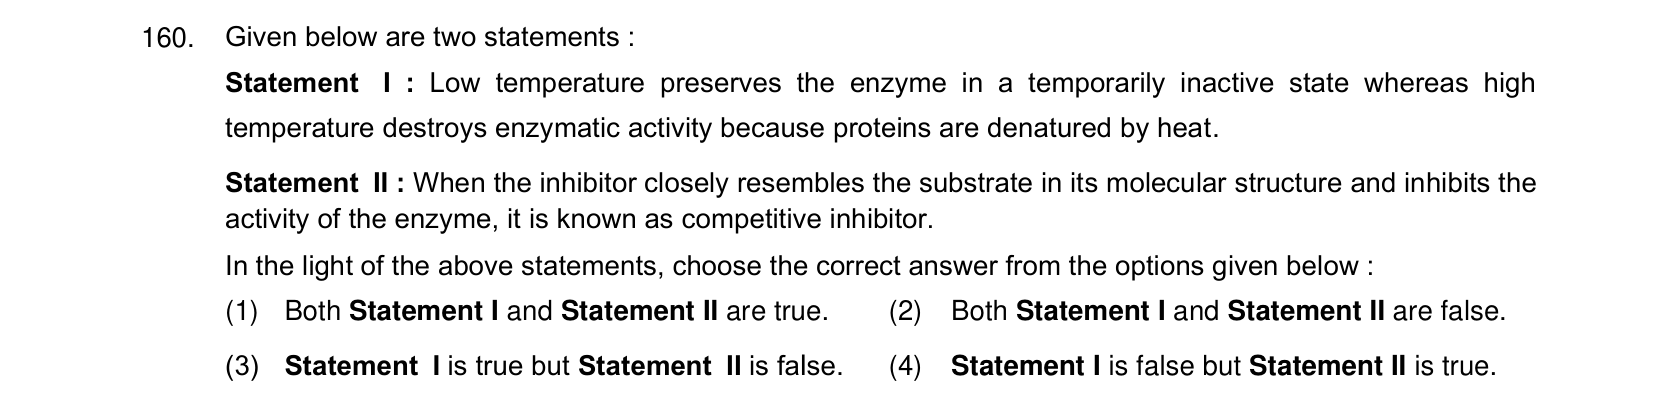 160. Given below are two statements :
Statement I : Low temperature preserves the enzyme in a temporarily inactive state whereas high
temperature destroys enzymatic activity because proteins are denatured by heat.
Statement II : When the inhibitor closely resembles the substrate in its molecular structure and inhibits the
activity of the enzyme, it is known as competitive inhibitor.
In the light of the above statements, choose the correct answer from the options given below :
(1) Both Statement I and Statement II are true. (2) Both Statement I and Statement II are false.
(3) Statement I is true but Statement II is false. (4) Statement I is false but Statement II is true.